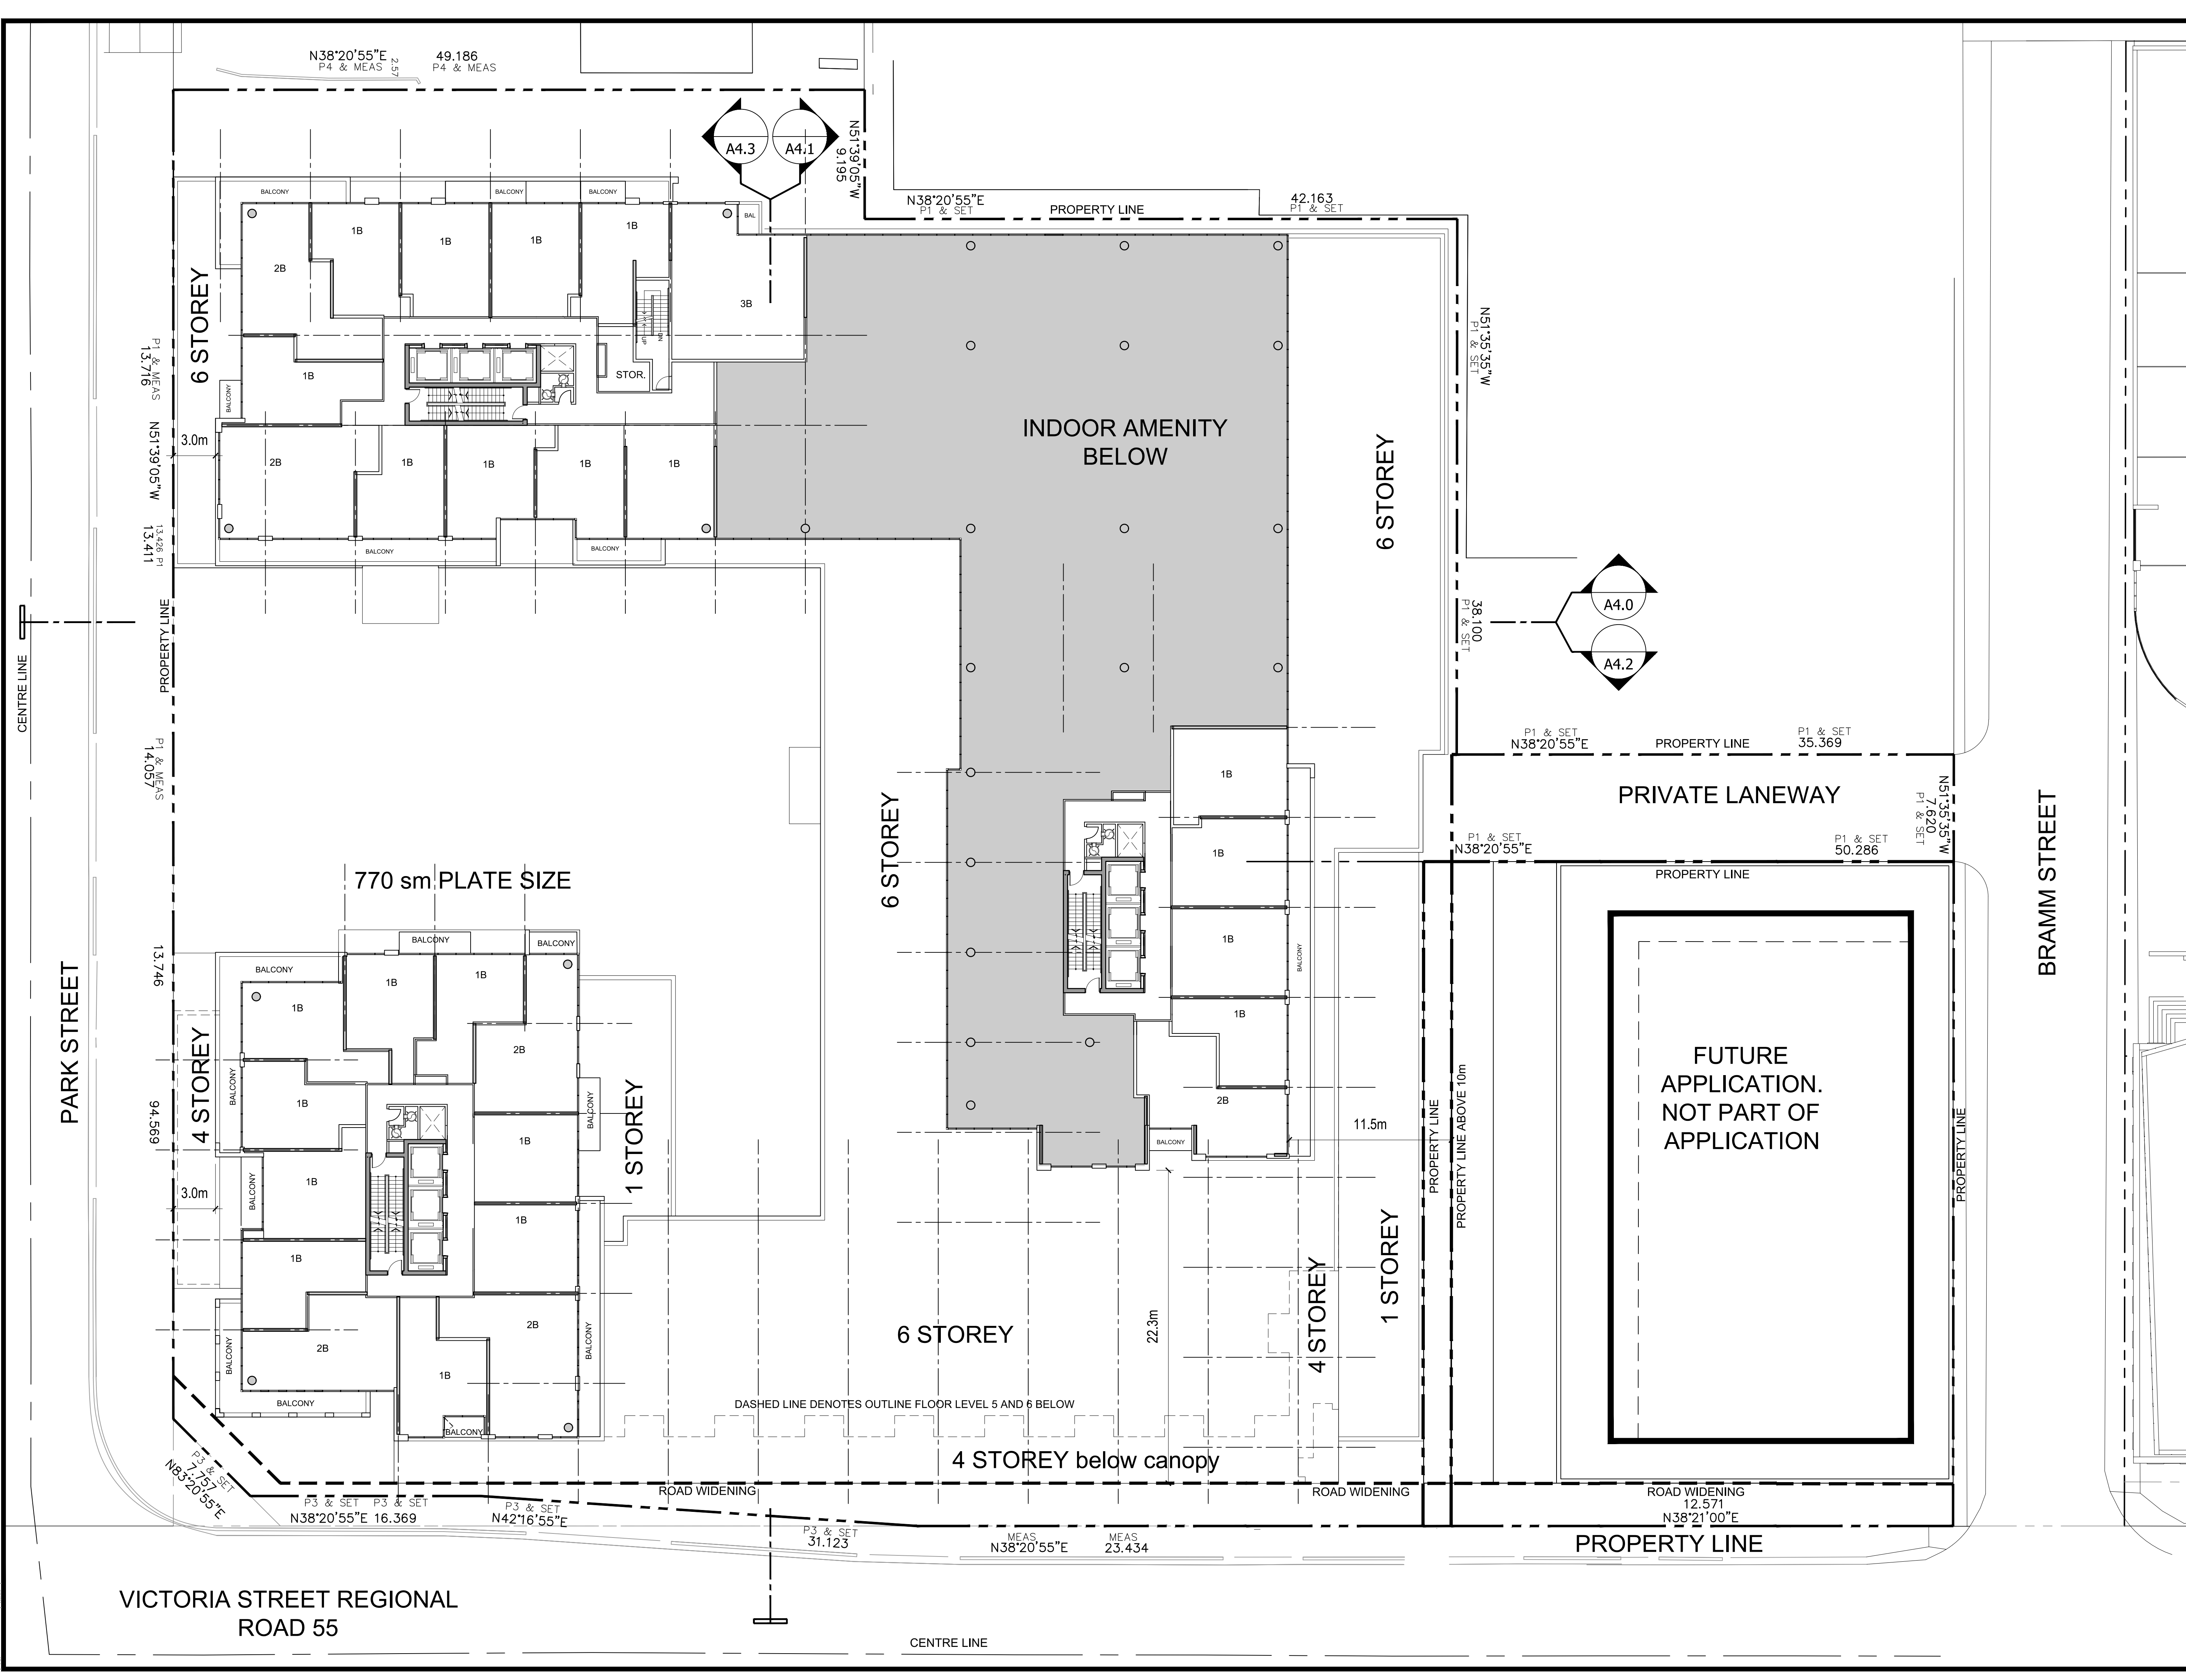 N38°20'55"E
P4 & MEAS
2.57
49.186
P4 & MEAS
A4.3
A4.1
N51°39'05"W
9.195
N38°20'55"E
P1 & SET
PROPERTY LINE
42.163
P1 & SET
BALCONY
BALCONY
BALCONY
BAL
1B
1B
1B
1B
2B
3B
6 STOREY
UP
DN
STOR.
1B
BALCONY
P1 & MEAS
13.716
N51°39'05"W
3.0m
2B
1B
1B
1B
1B
BALCONY
BALCONY
13.426 P1
13.411
INDOOR AMENITY
BELOW
6 STOREY
N51°35'35"W
P1 & SET
38.100
P1 & SET
A4.0
A4.2
CENTRE LINE
PROPERTY LINE
P1 & MEAS
14.057
P1 & SET
N38°20'55"E
PROPERTY LINE
P1 & SET
35.369
PRIVATE LANEWAY
N51°35'35"W
7.620
P1 & SET
P1 & SET
N38°20'55"E
P1 & SET
50.286
PROPERTY LINE
BRAMM STREET
6 STOREY
1B
1B
1B
1B
2B
BALCONY
BALCONY
11.5m
22.3m
770 sm PLATE SIZE
BALCONY
BALCONY
BALCONY
1B
1B
1B
2B
1B
1B
1B
1B
1B
2B
2B
1B
BALCONY
BALCONY
BALCONY
BALCONY
BALCONY
BALCONY
BALCONY
13.746
94.569
PARK STREET
4 STOREY
3.0m
1 STOREY
FUTURE
APPLICATION.
NOT PART OF
APPLICATION
PROPERTY LINE
PROPERTY LINE ABOVE 10m
PROPERTY LINE
6 STOREY
4 STOREY
1 STOREY
DASHED LINE DENOTES OUTLINE FLOOR LEVEL 5 AND 6 BELOW
4 STOREY below canopy
ROAD WIDENING
ROAD WIDENING
ROAD WIDENING
12.571
N38°21'00"E
PROPERTY LINE
P3 & SET
7.757
N83°20'55"E
P3 & SET
N38°20'55"E
P3 & SET
16.369
P3 & SET
N42°16'55"E
P3 & SET
31.123
MEAS
N38°20'55"E
MEAS
23.434
VICTORIA STREET REGIONAL
ROAD 55
CENTRE LINE